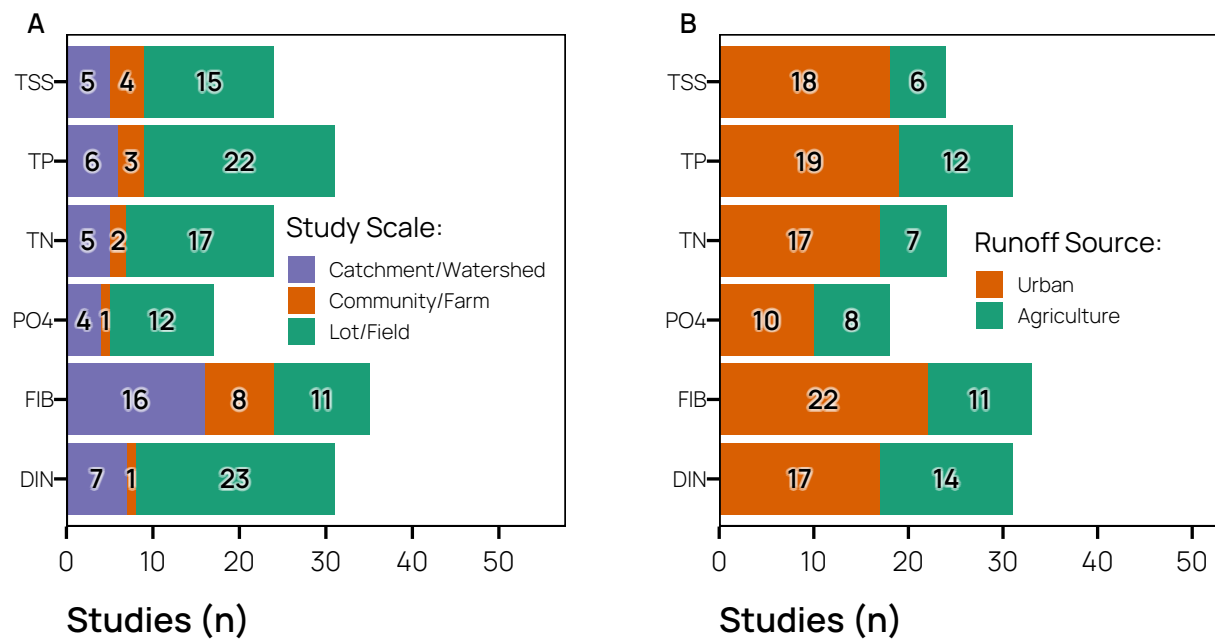 A
TSS 5 4 15
TP 6 3 22
TN 5 2 17
PO4 4 1 12
FIB 16 8 11
DIN 7 1 23
Study Scale:
Catchment/Watershed
Community/Farm
Lot/Field
0 10 20 30 40 50
Studies (n)
B
TSS 18 6
TP 19 12
TN 17 7
PO4 10 8
FIB 22 11
DIN 17 14
Runoff Source:
Urban
Agriculture
0 10 20 30 40 50
Studies (n)